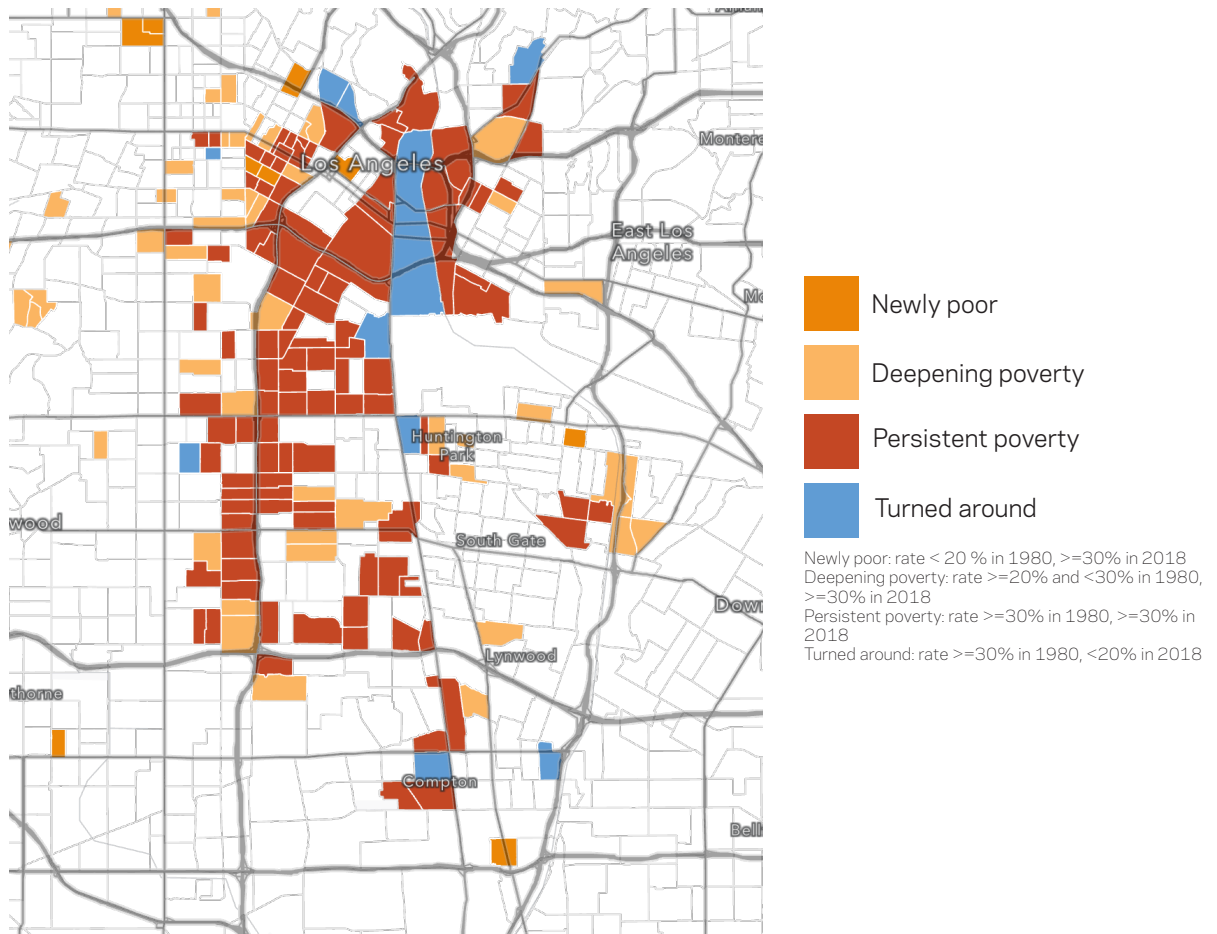 Los Angeles
Montere
East Los
Angeles
Mo
Huntington
Park
wood
South Gate
Dow
Lynwood
thorne
Compton
Bell
Newly poor
Deepening poverty
Persistent poverty
Turned around
Newly poor: rate < 20 % in 1980, >=30% in 2018
Deepening poverty: rate >=20% and <30% in 1980,
>=30% in 2018
Persistent poverty: rate >=30% in 1980, >=30% in
2018
Turned around: rate >=30% in 1980, <20% in 2018